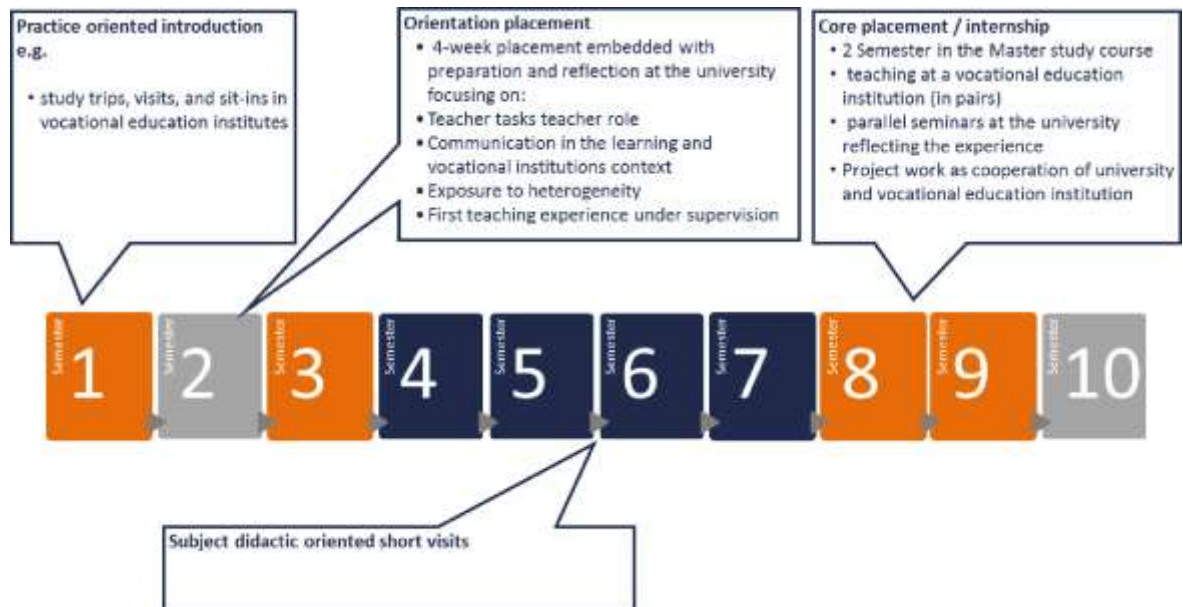 Practice oriented introduction
e.g.
• study trips, visits, and sit-ins in
vocational education institutes
Orientation placement
• 4-week placement embedded with
preparation and reflection at the university
focusing on:
• Teacher tasks teacher role
• Communication in the learning and
vocational institutions context
• Exposure to heterogeneity
• First teaching experience under supervision
Core placement / internship
• 2 Semester in the Master study course
• teaching at a vocational education
institution (in pairs)
• parallel seminars at the university
reflecting the experience
• Project work as cooperation of university
and vocational education institution
Semester 1
Semester 2
Semester 3
Semester 4
Semester 5
Semester 6
Semester 7
Semester 8
Semester 9
Semester 10
Subject didactic oriented short visits